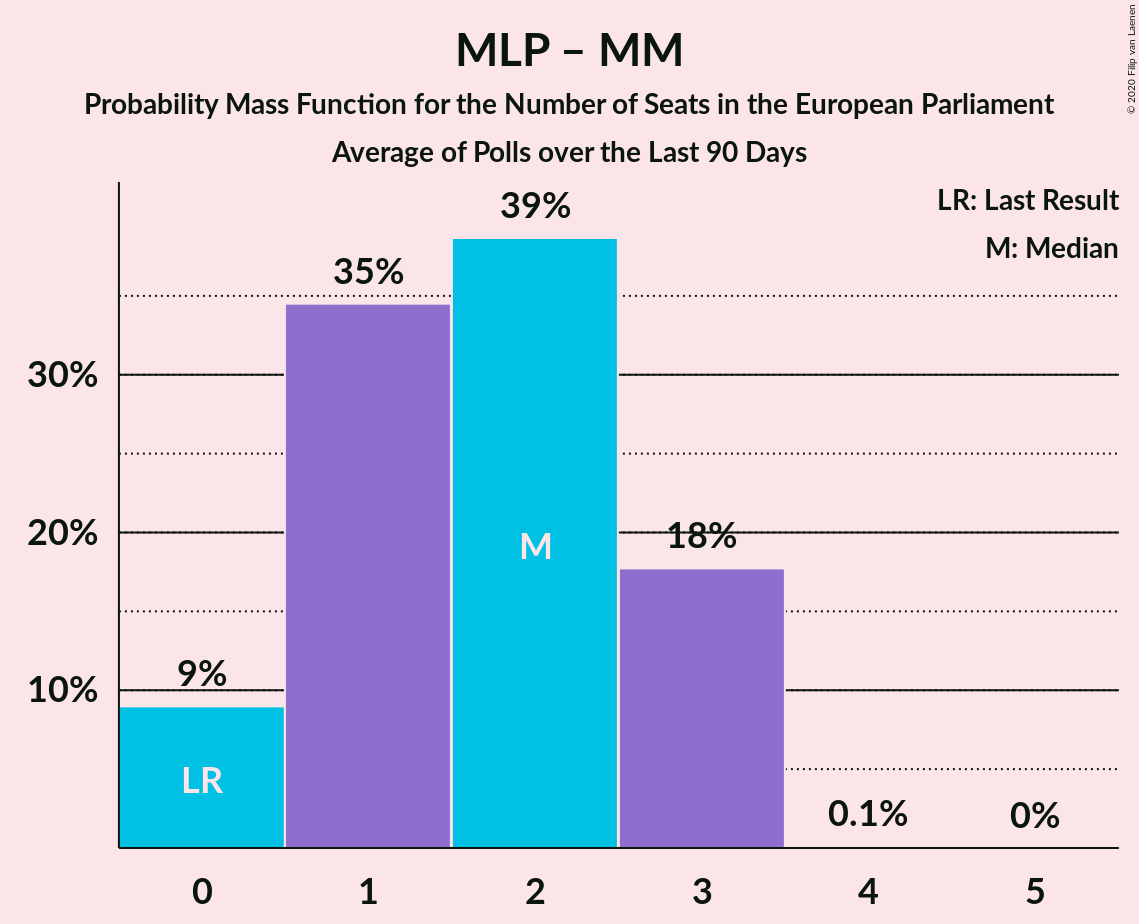 MLP – MM
Probability Mass Function for the Number of Seats in the European Parliament
Average of Polls over the Last 90 Days
© 2020 Filip van Laenen
LR: Last Result
M: Median
39%
35%
30%
20%
18%
M
9%
10%
LR
0.1%
0%
0 1 2 3 4 5